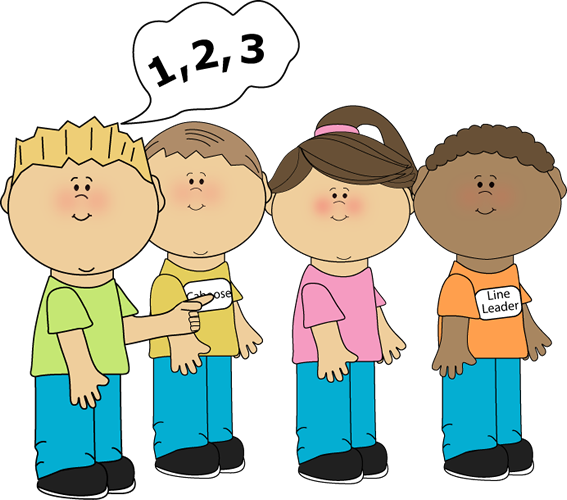 1, 2, 3
Caboose
Line
Leader